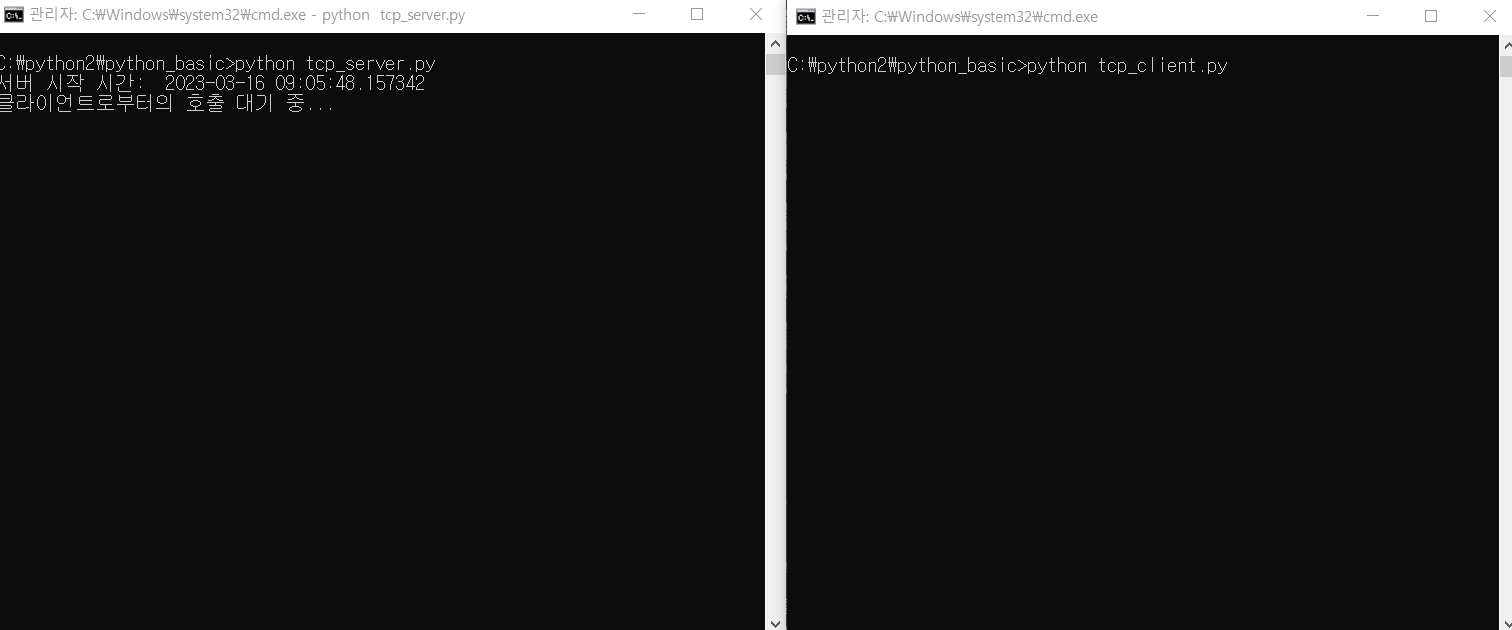 관리자: C:₩Windows₩system32₩cmd.exe - python  tcp_server.py
C:₩python2₩python_basic>python tcp_server.py
서버 시작 시간:  2023-03-16 09:05:48.157342
클라이언트로부터의 호출 대기 중...
관리자: C:₩Windows₩system32₩cmd.exe
C:₩python2₩python_basic>python tcp_client.py